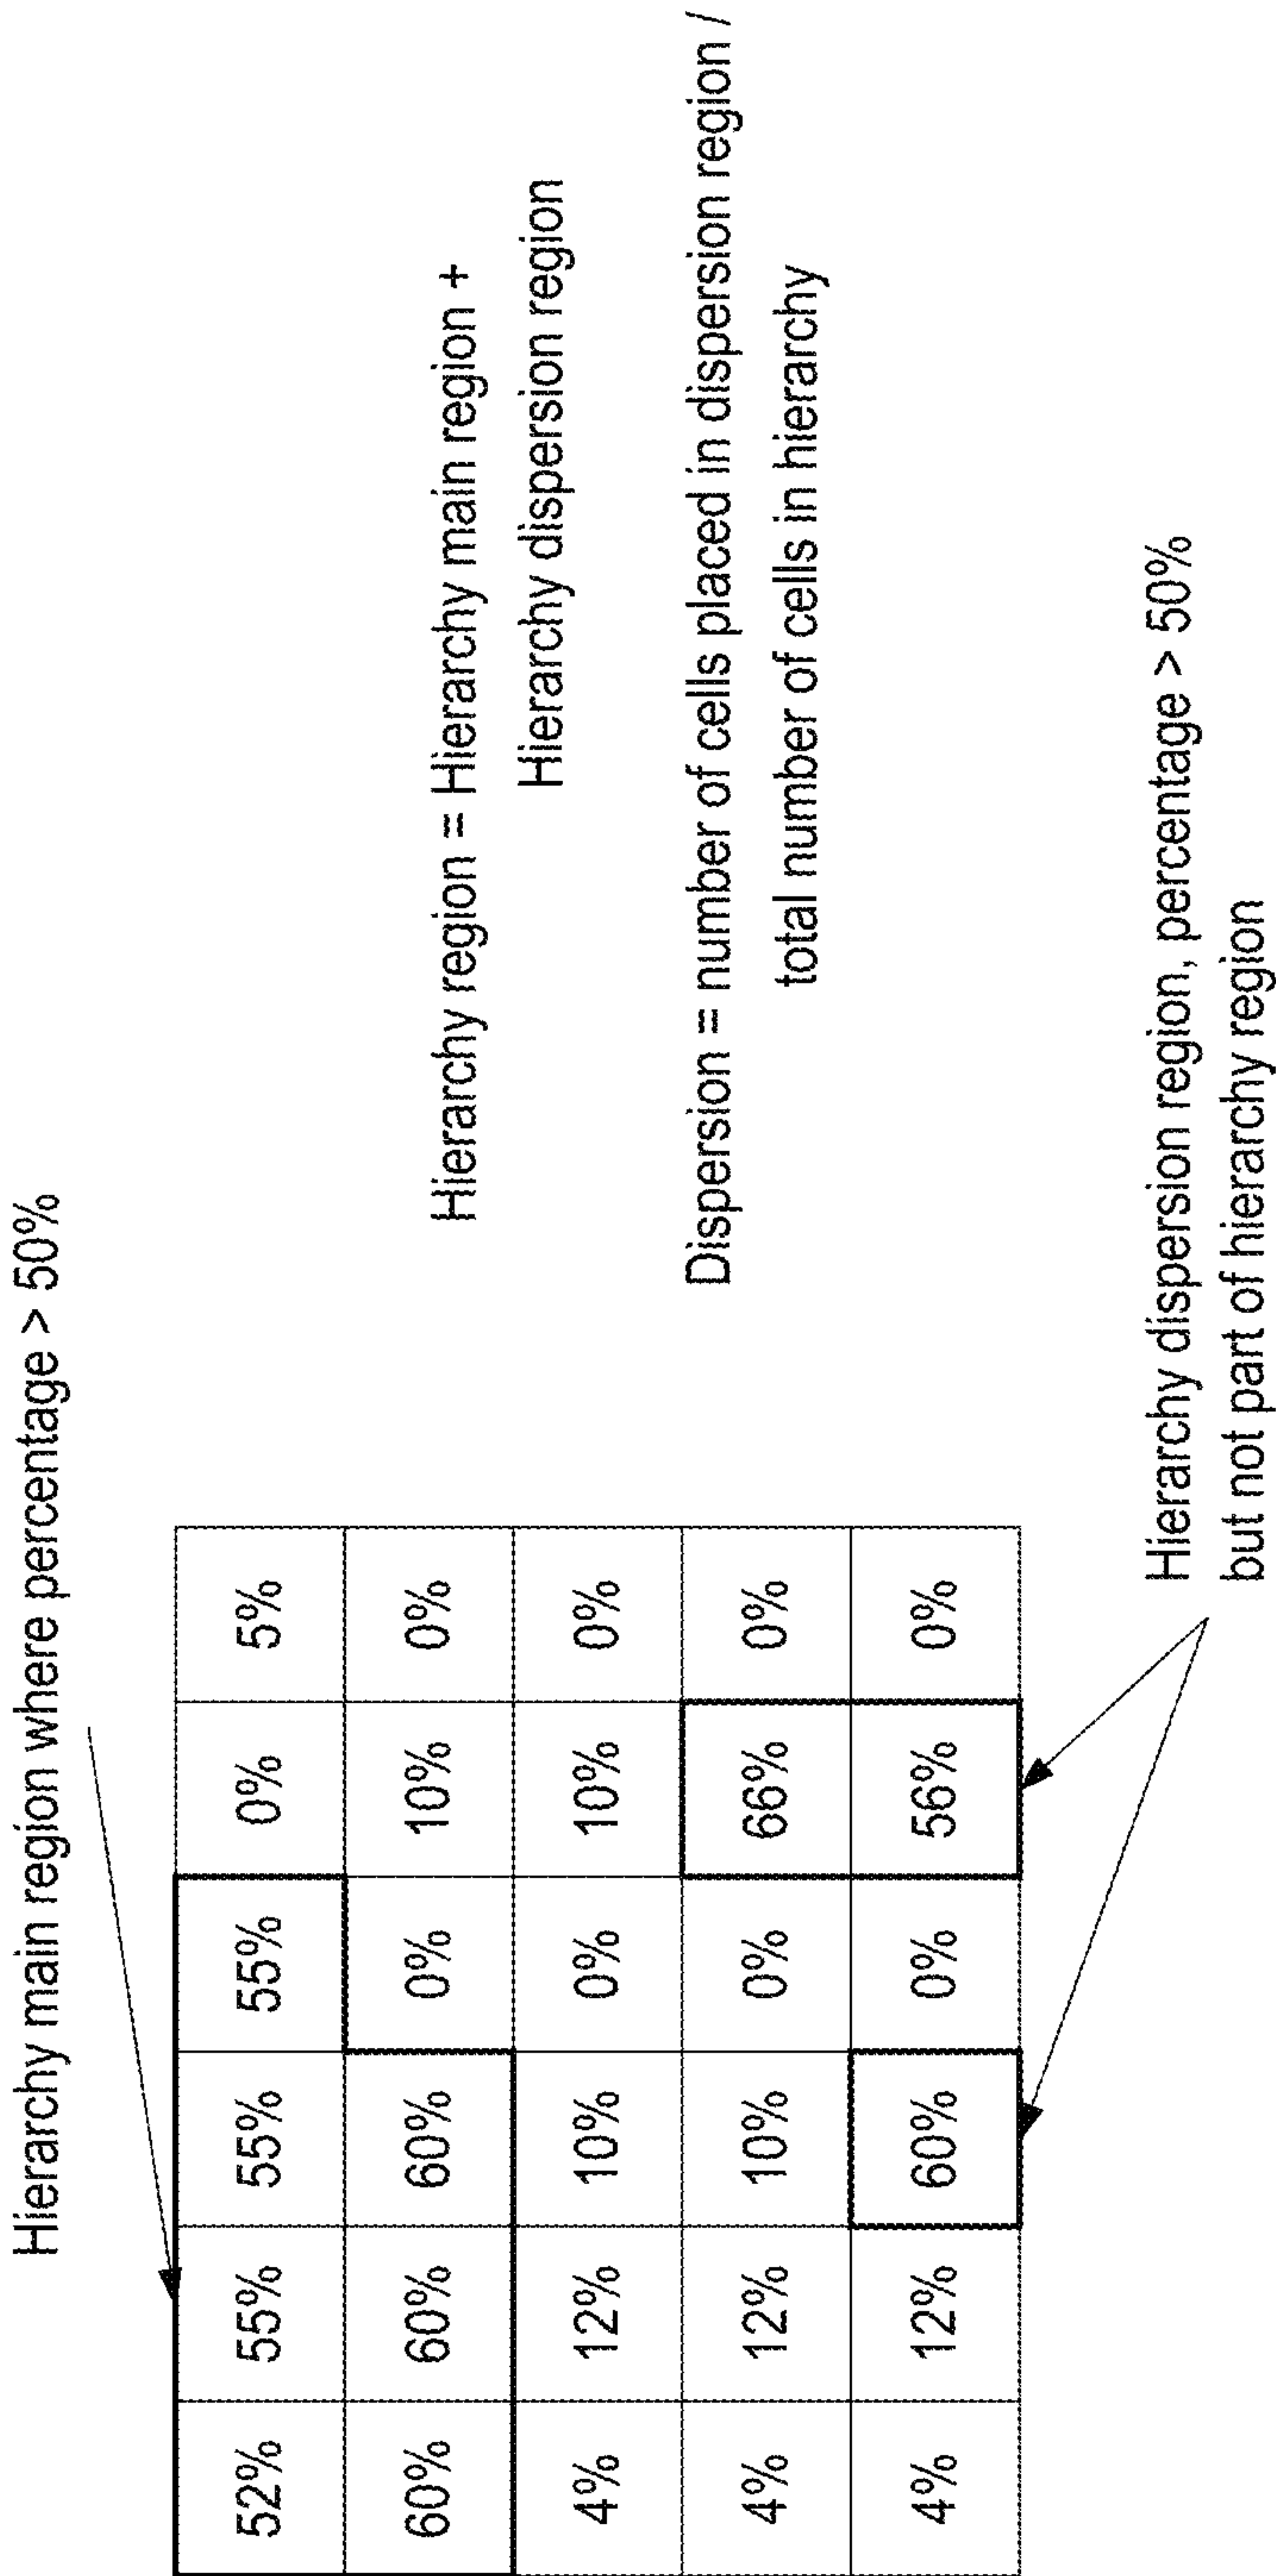 Hierarchy main region where percentage > 50%
52% 55% 55% 55% 0% 5%
60% 60% 60% 0% 10% 0%
4% 12% 10% 0% 10% 0%
4% 12% 10% 0% 66% 0%
4% 12% 60% 0% 56% 0%
Hierarchy region = Hierarchy main region +
Hierarchy dispersion region
Dispersion = number of cells placed in dispersion region /
total number of cells in hierarchy
Hierarchy dispersion region, percentage > 50%
but not part of hierarchy region